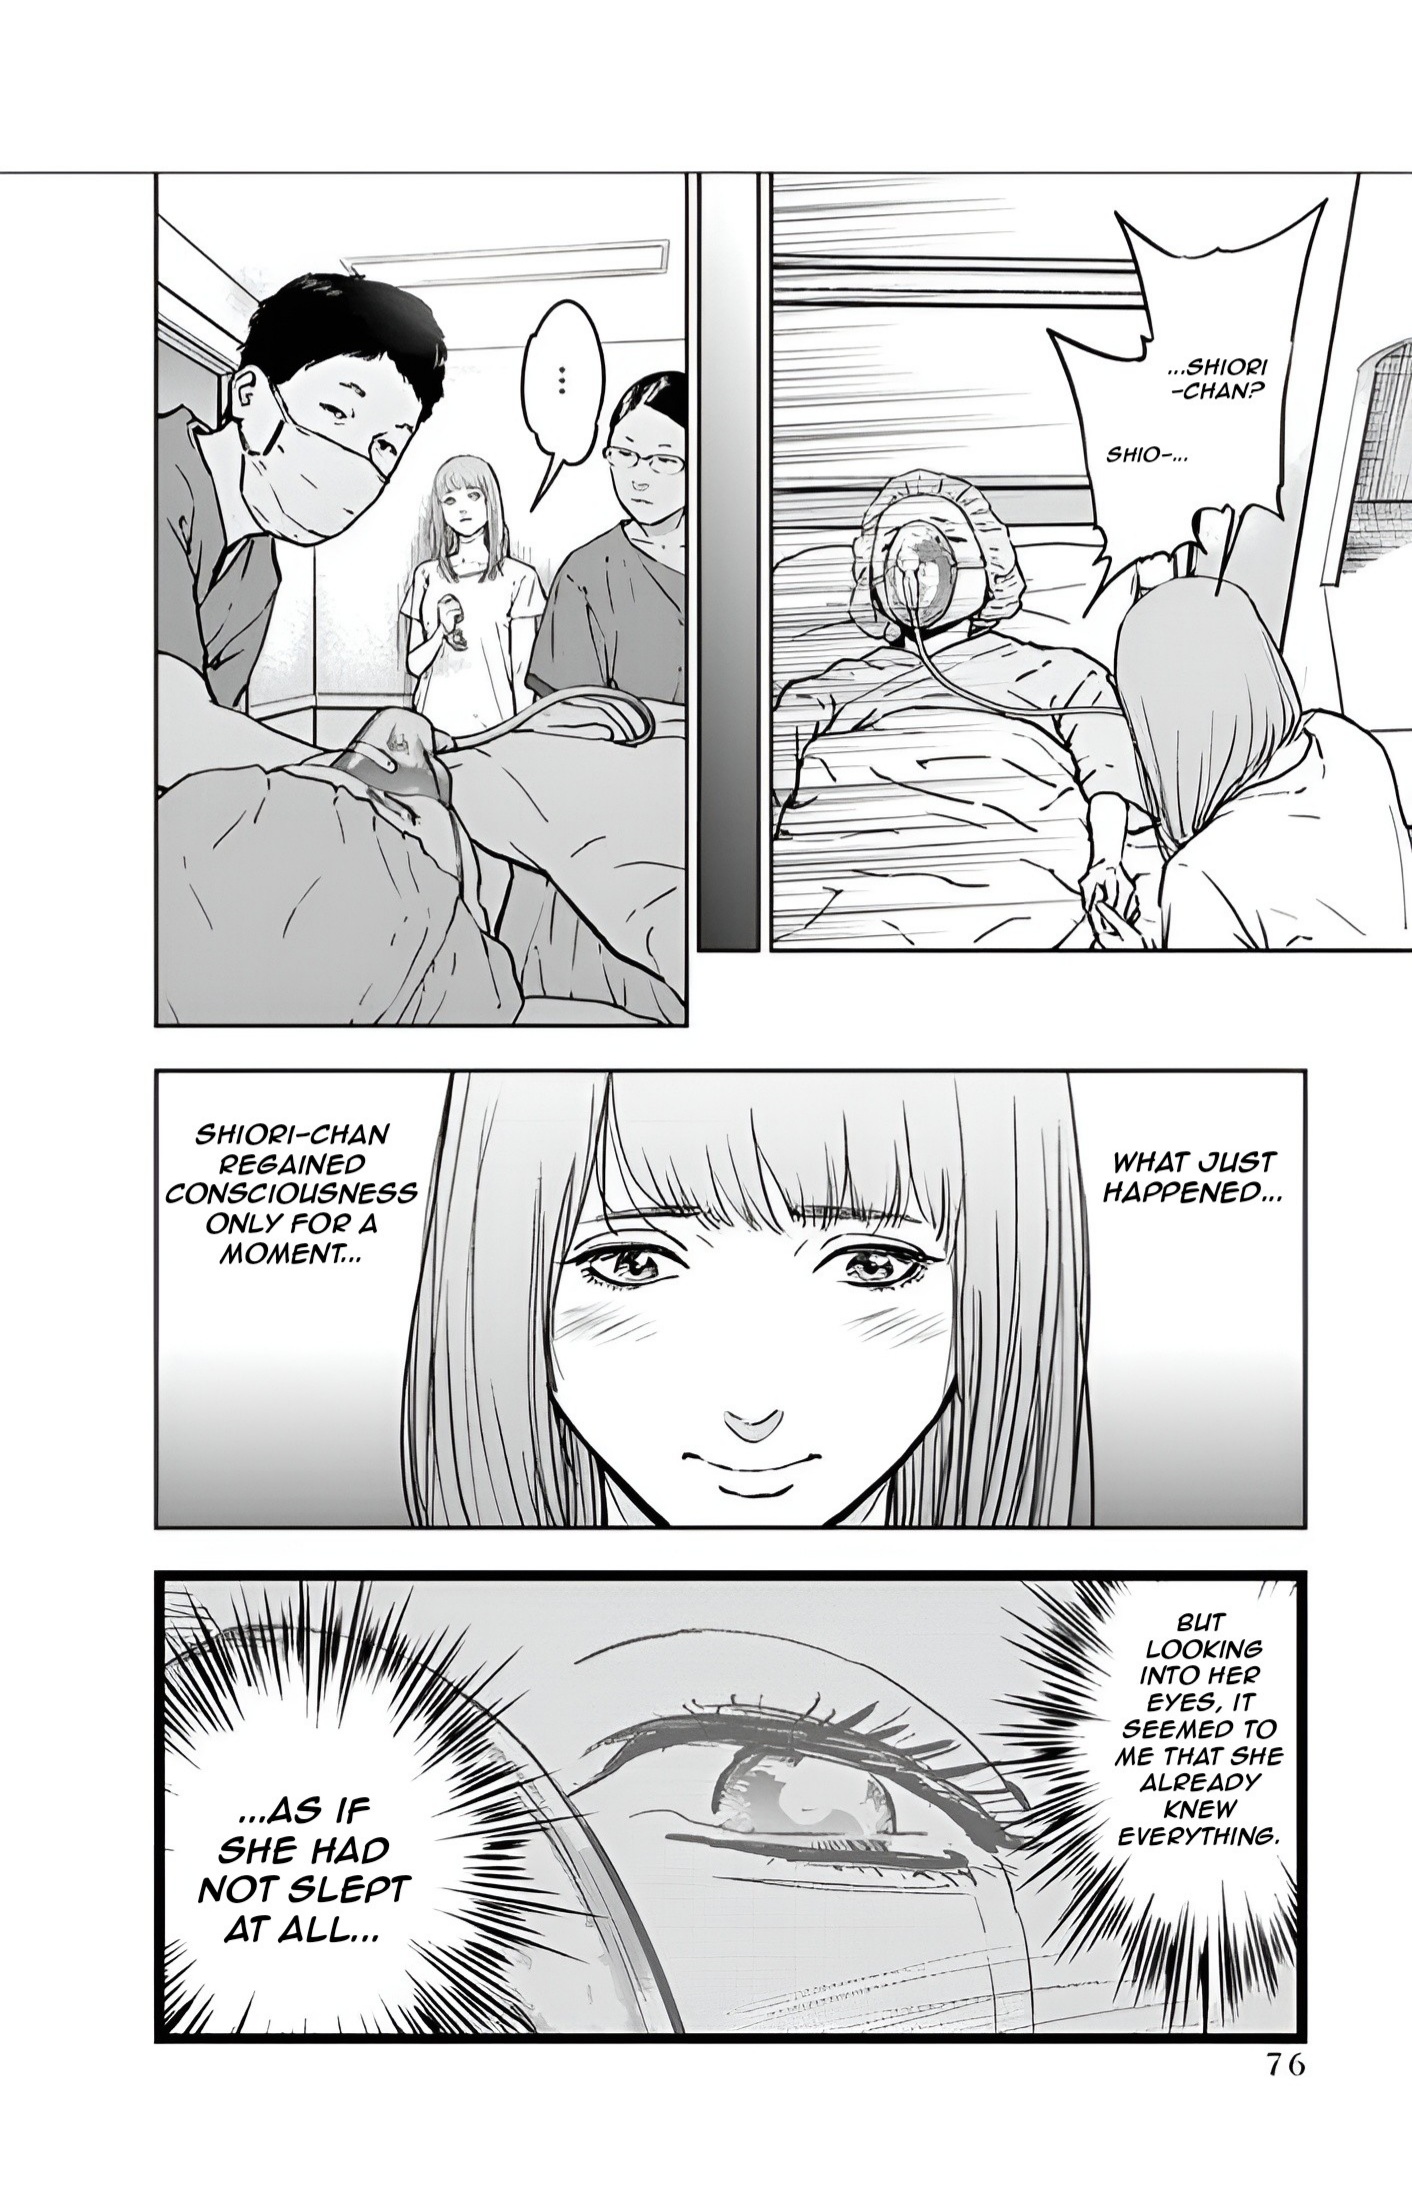 ...SHIORI
-CHAN?
SHIO-...
...
WHAT JUST
HAPPENED...
SHIORI-CHAN
REGAINED
CONSCIOUSNESS
ONLY FOR A
MOMENT...
BUT
LOOKING
INTO HER
EYES, IT
SEEMED TO
ME THAT SHE
ALREADY
KNEW
EVERYTHING.
...AS IF
SHE HAD
NOT SLEPT
AT ALL...
76